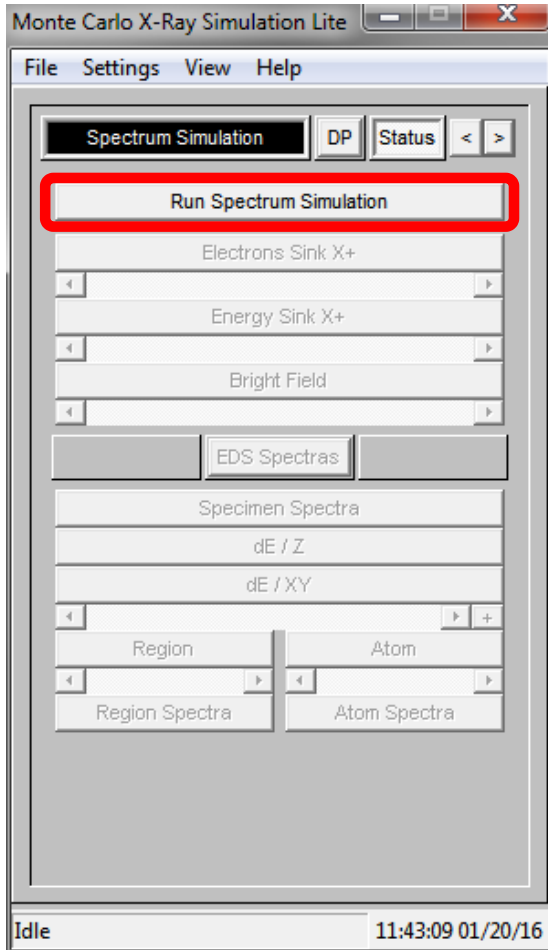 Monte Carlo X-Ray Simulation Lite
File Settings View Help
Spectrum Simulation DP Status < >
Run Spectrum Simulation
Electrons Sink X+
Energy Sink X+
Bright Field
EDS Spectras
Specimen Spectra
dE / Z
dE / XY
+
Region Atom
Region Spectra Atom Spectra
Idle 11:43:09 01/20/16